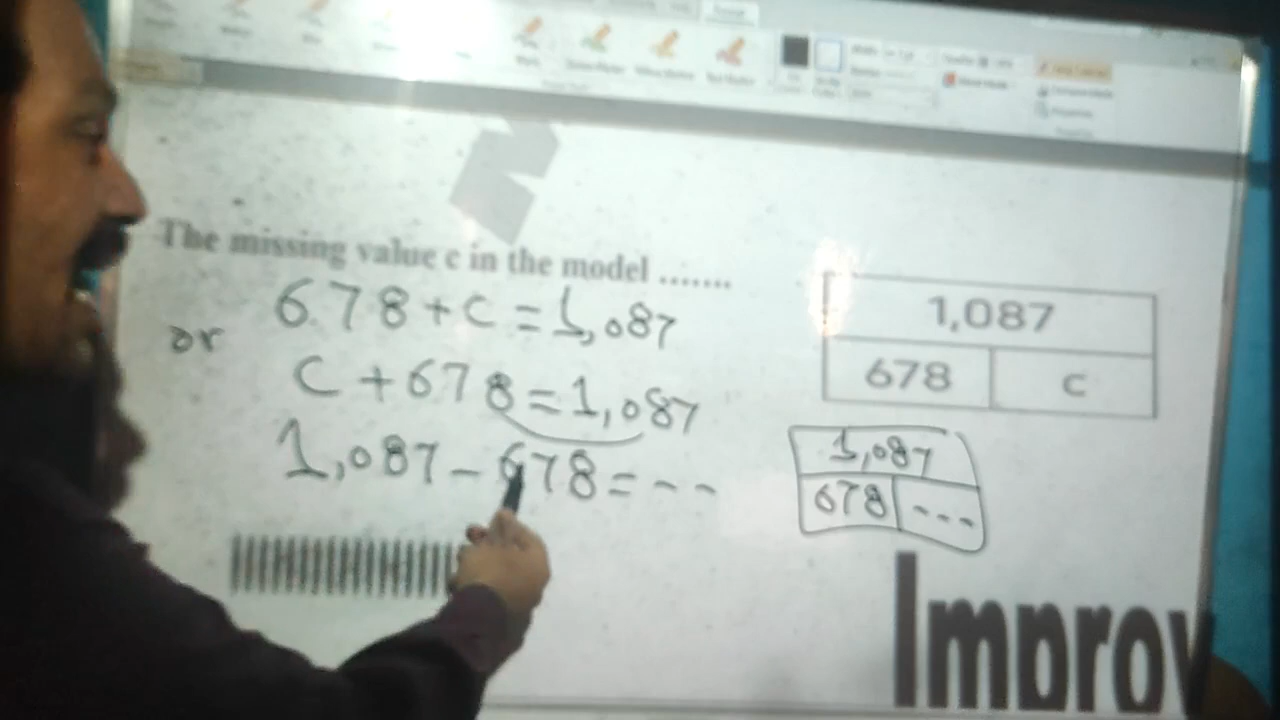 The missing value c in the model .......
678+c=1,087
or
C+678=1,087
1,087-678=---
1,087
678 c
1,087
678 ---
Improv